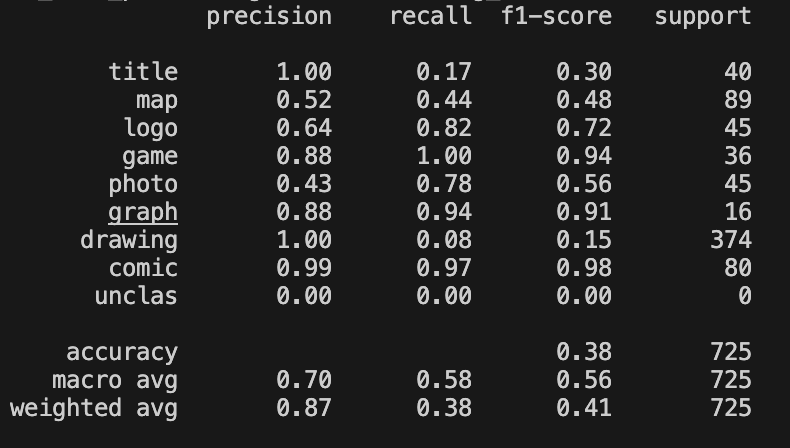 precision recall f1-score support
title 1.00 0.17 0.30 40
map 0.52 0.44 0.48 89
logo 0.64 0.82 0.72 45
game 0.88 1.00 0.94 36
photo 0.43 0.78 0.56 45
graph 0.88 0.94 0.91 16
drawing 1.00 0.08 0.15 374
comic 0.99 0.97 0.98 80
unclas 0.00 0.00 0.00 0
accuracy 0.38 725
macro avg 0.70 0.58 0.56 725
weighted avg 0.87 0.38 0.41 725